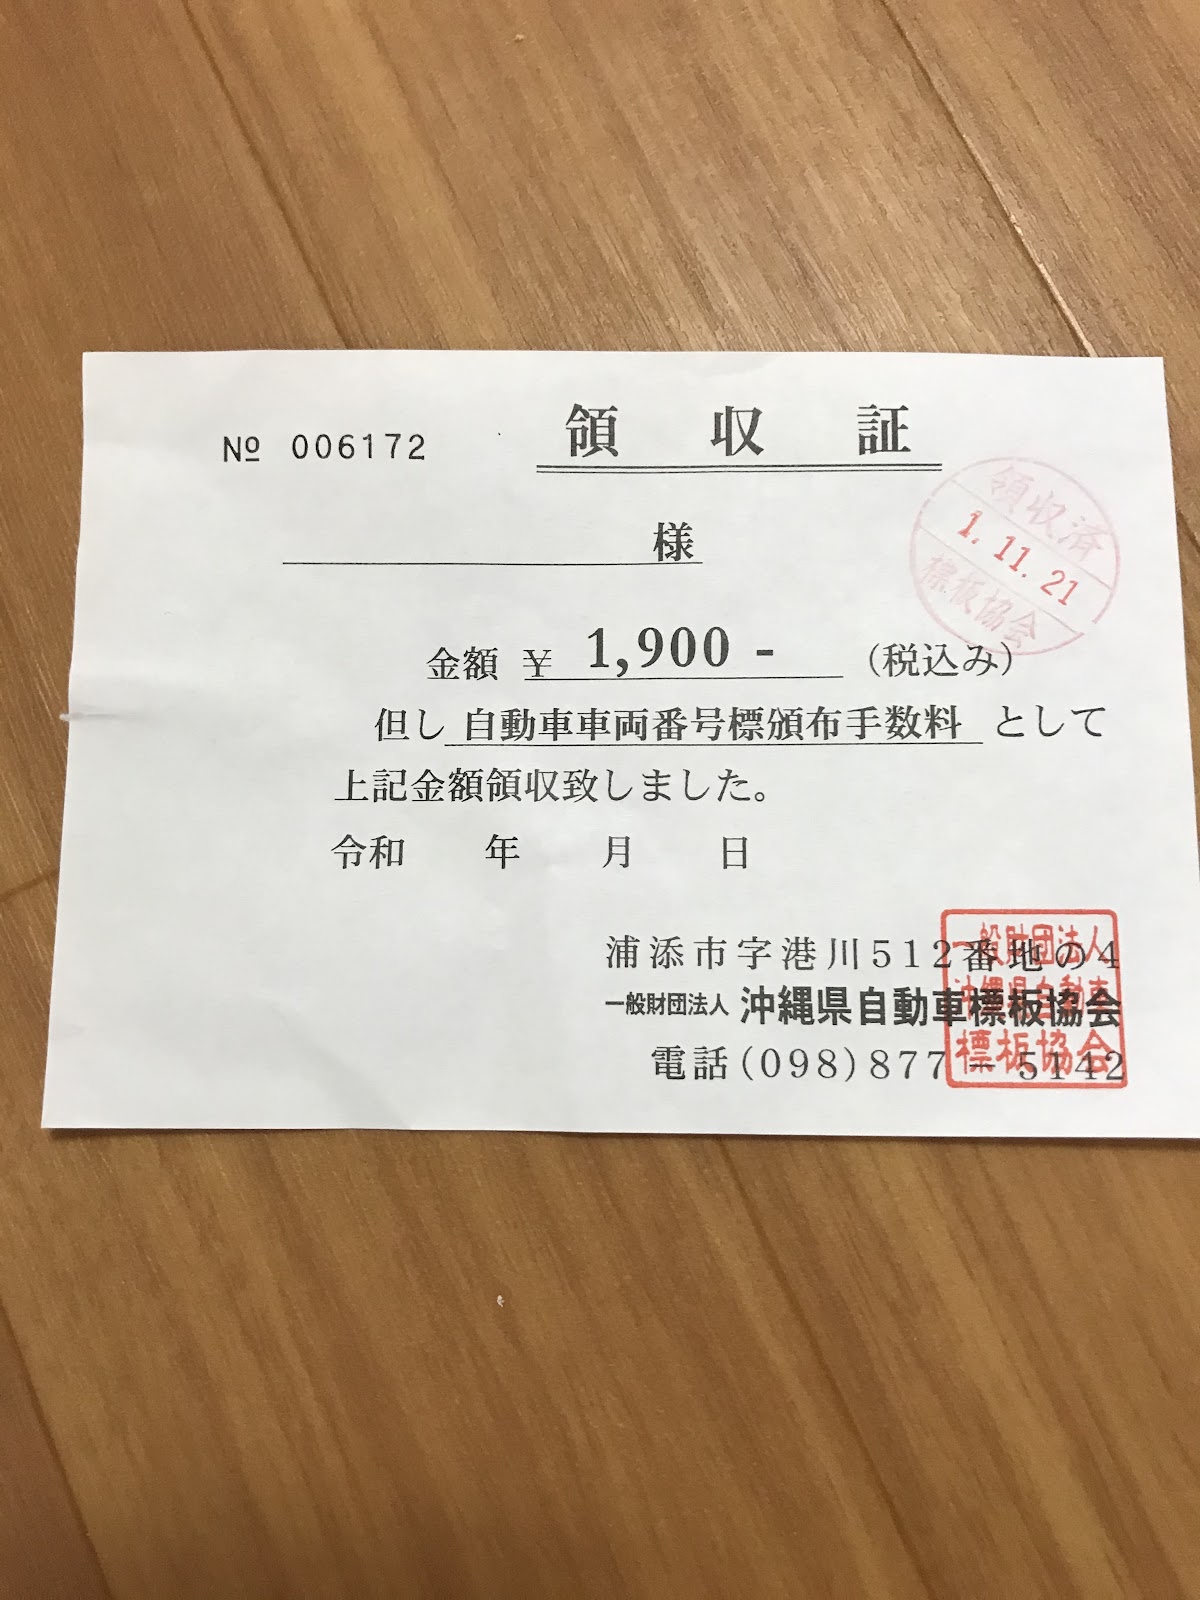 № 006172
領収証
様
領収済
1.11.21
標板協会
金額 ¥ 1,900 - (税込み)
但し 自動車車両番号標頒布手数料 として
上記金額領収致しました。
令和 年 月 日
浦添市字港川512番地の4
一般財団法人 沖縄県自動車標板協会
電話(098)877-5142
一般財団法人
沖縄県自動車
標板協会